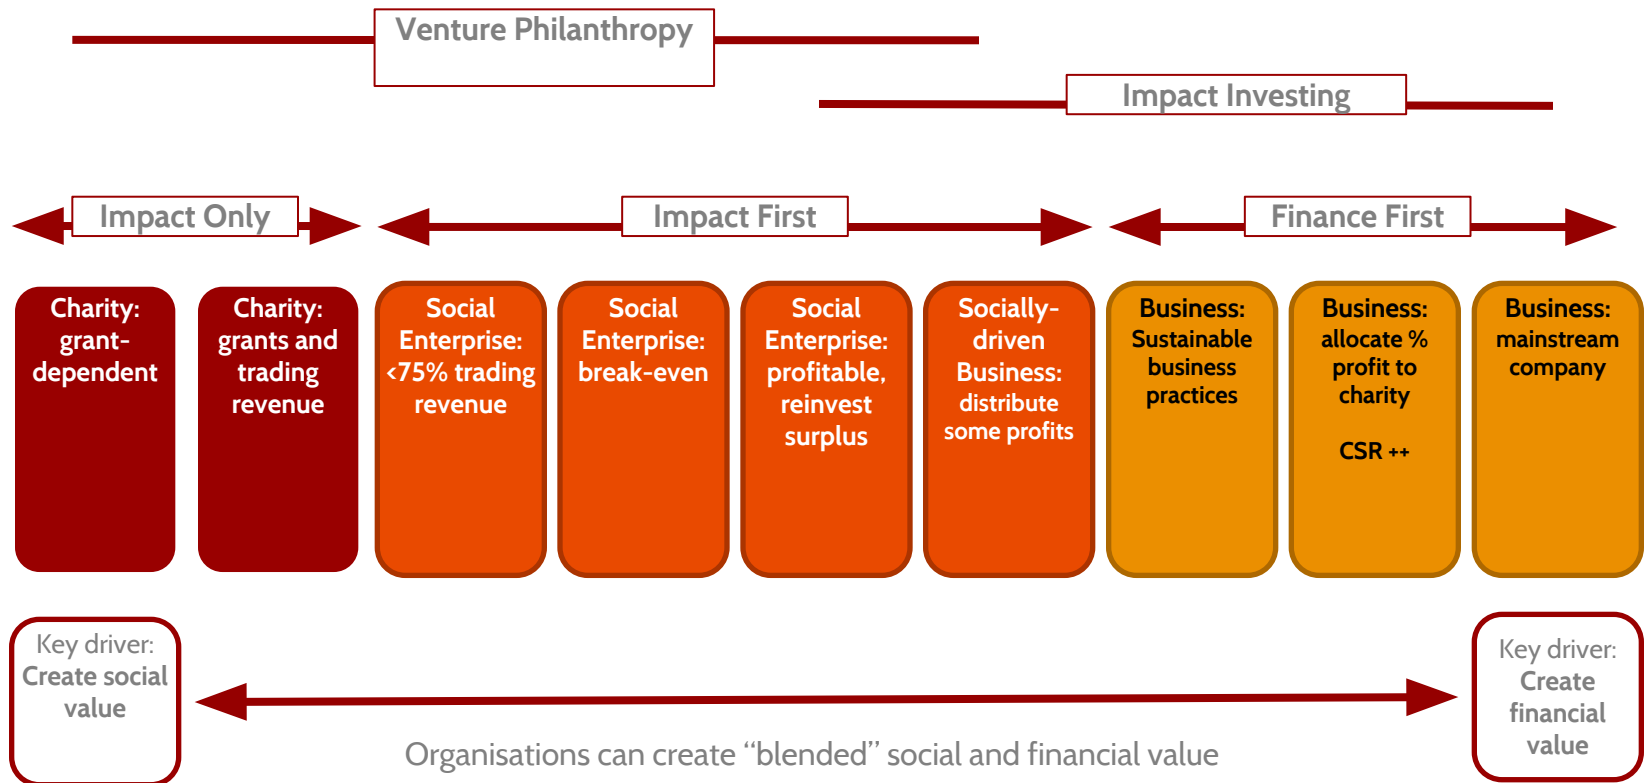 Venture Philanthropy
Impact Investing
Impact Only
Impact First
Finance First
Charity:
grant-
dependent
Charity:
grants and
trading
revenue
Social
Enterprise:
<75% trading
revenue
Social
Enterprise:
break-even
Social
Enterprise:
profitable,
reinvest
surplus
Socially-
driven
Business:
distribute
some profits
Business:
Sustainable
business
practices
Business:
allocate %
profit to
charity
CSR ++
Business:
mainstream
company
Key driver:
Create social
value
Key driver:
Create
financial
value
Organisations can create “blended” social and financial value